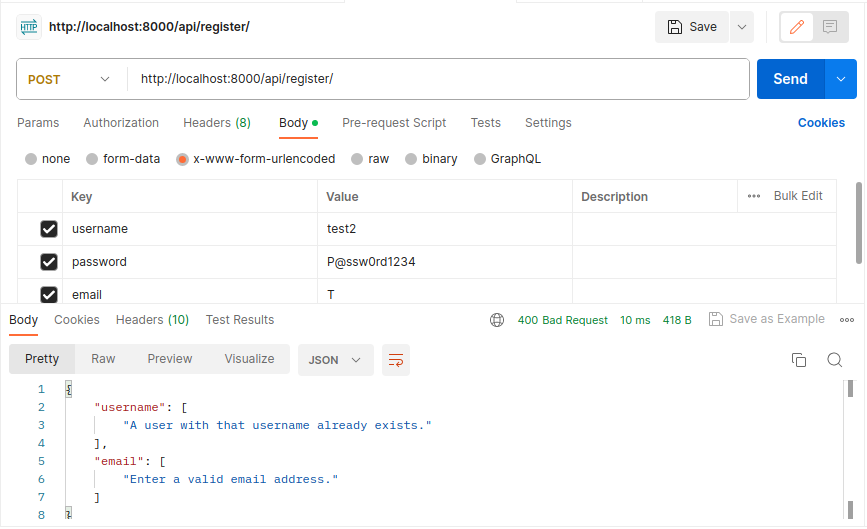 HTTP http://localhost:8000/api/register/ Save
POST http://localhost:8000/api/register/ Send
Params Authorization Headers (8) Body Pre-request Script Tests Settings Cookies
none form-data x-www-form-urlencoded raw binary GraphQL
Key Value Description Bulk Edit
username test2
password P@ssw0rd1234
email T
Body Cookies Headers (10) Test Results 400 Bad Request 10 ms 418 B Save as Example
Pretty Raw Preview Visualize JSON
1 {
2 "username": [
3 "A user with that username already exists."
4 ],
5 "email": [
6 "Enter a valid email address."
7 ]
8 }